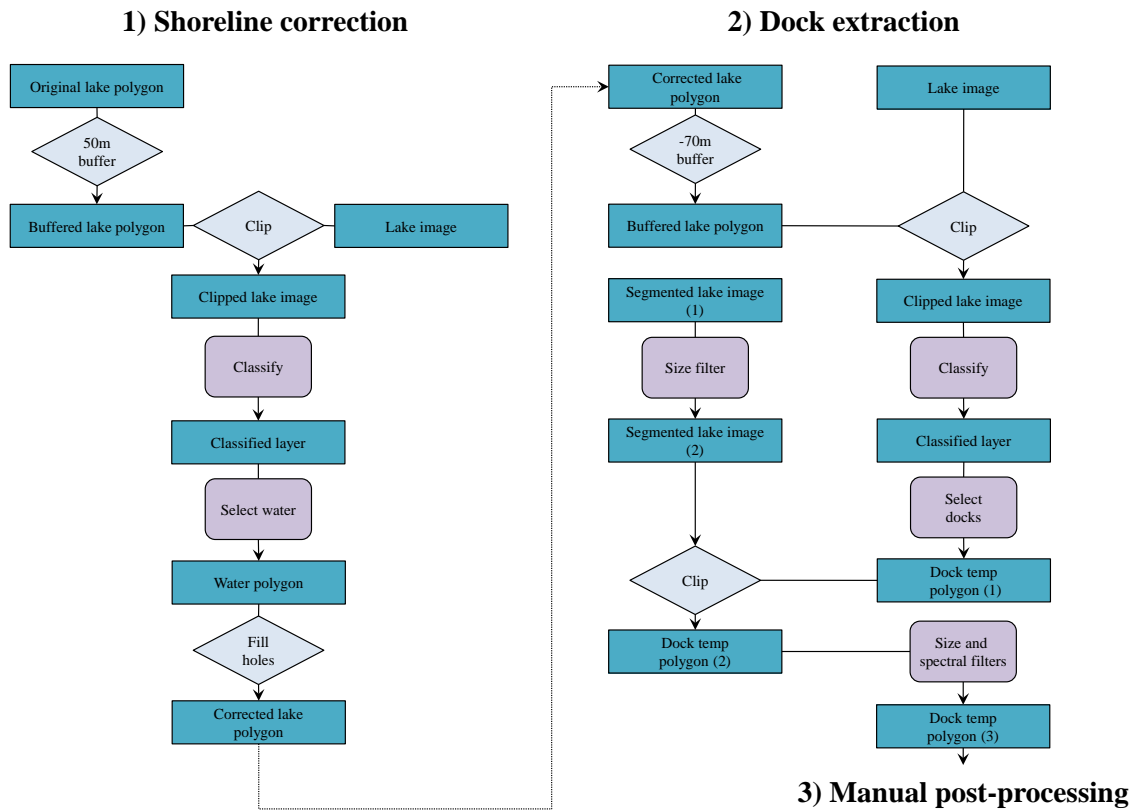 1) Shoreline correction
Original lake polygon
50m
buffer
Buffered lake polygon
Clip
Lake image
Clipped lake image
Classify
Classified layer
Select water
Water polygon
Fill
holes
Corrected lake
polygon
2) Dock extraction
Corrected lake
polygon
Lake image
-70m
buffer
Buffered lake polygon
Clip
Segmented lake image
(1)
Clipped lake image
Size filter
Classify
Segmented lake image
(2)
Classified layer
Select
docks
Clip
Dock temp
polygon (1)
Dock temp
polygon (2)
Size and
spectral filters
Dock temp
polygon (3)
3) Manual post-processing